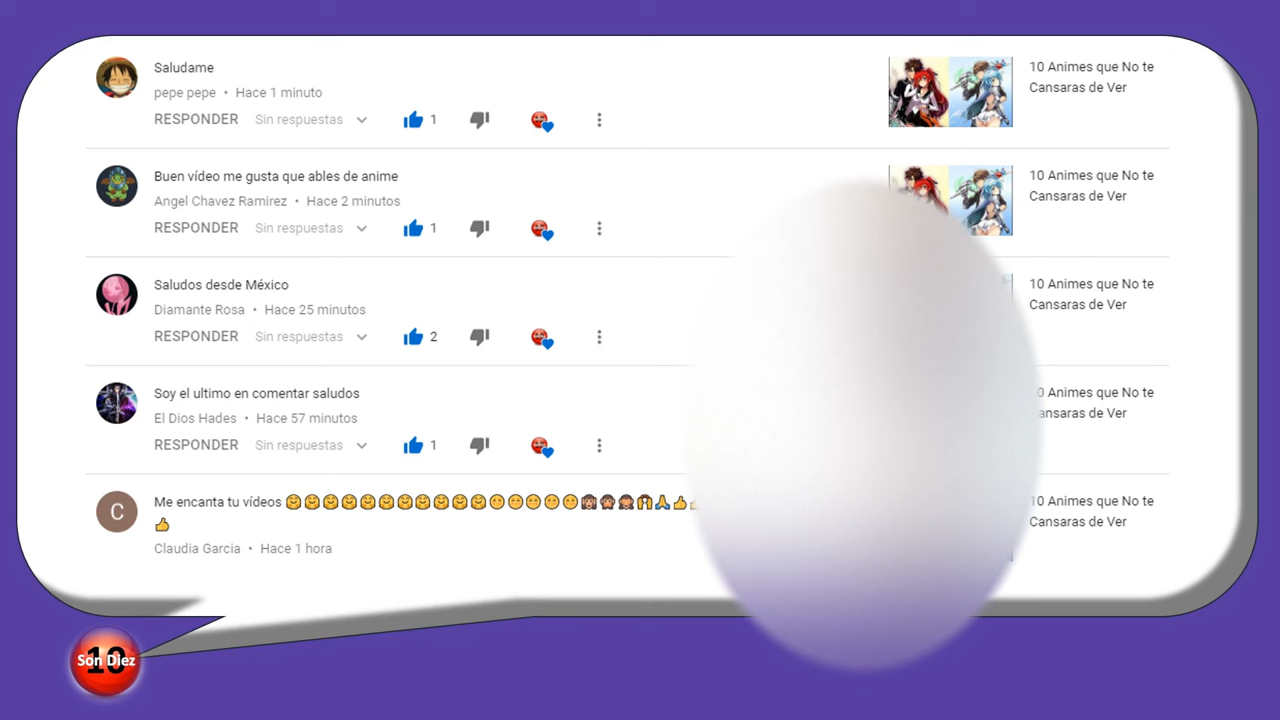 Saludame
pepe pepe • Hace 1 minuto
RESPONDER Sin respuestas 1
10 Animes que No te
Cansaras de Ver
Buen vídeo me gusta que ables de anime
Angel Chavez Ramirez • Hace 2 minutos
RESPONDER Sin respuestas 1
10 Animes que No te
Cansaras de Ver
Saludos desde México
Diamante Rosa • Hace 25 minutos
RESPONDER Sin respuestas 2
10 Animes que No te
Cansaras de Ver
Soy el ultimo en comentar saludos
El Dios Hades • Hace 57 minutos
RESPONDER Sin respuestas 1
Animes que No te
de Ver
C
Me encanta tu vídeos 🤗🤗🤗🤗🤗🤗🤗🤗🤗🤗🤗😁😁😁😁😁🙈🙊🙉🙌🙏👍
👍
Claudia Garcia • Hace 1 hora
10 Animes que No te
Cansaras de Ver
10
Son Diez